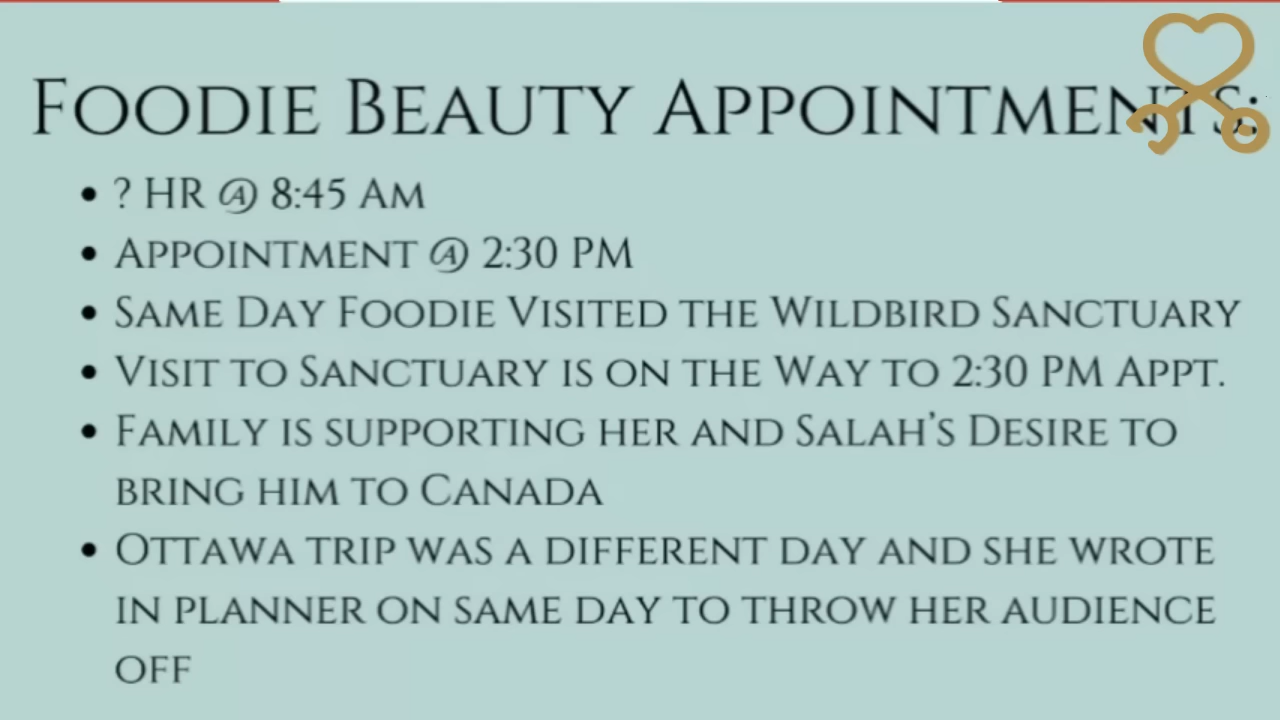 Foodie Beauty Appointments:
• ? HR @ 8:45 Am
• Appointment @ 2:30 PM
• Same Day Foodie Visited the Wildbird Sanctuary
• Visit to Sanctuary is on the Way to 2:30 PM Appt.
• Family is supporting her and Salah's Desire to
bring him to Canada
• Ottawa trip was a different day and she wrote
in planner on same day to throw her audience
off